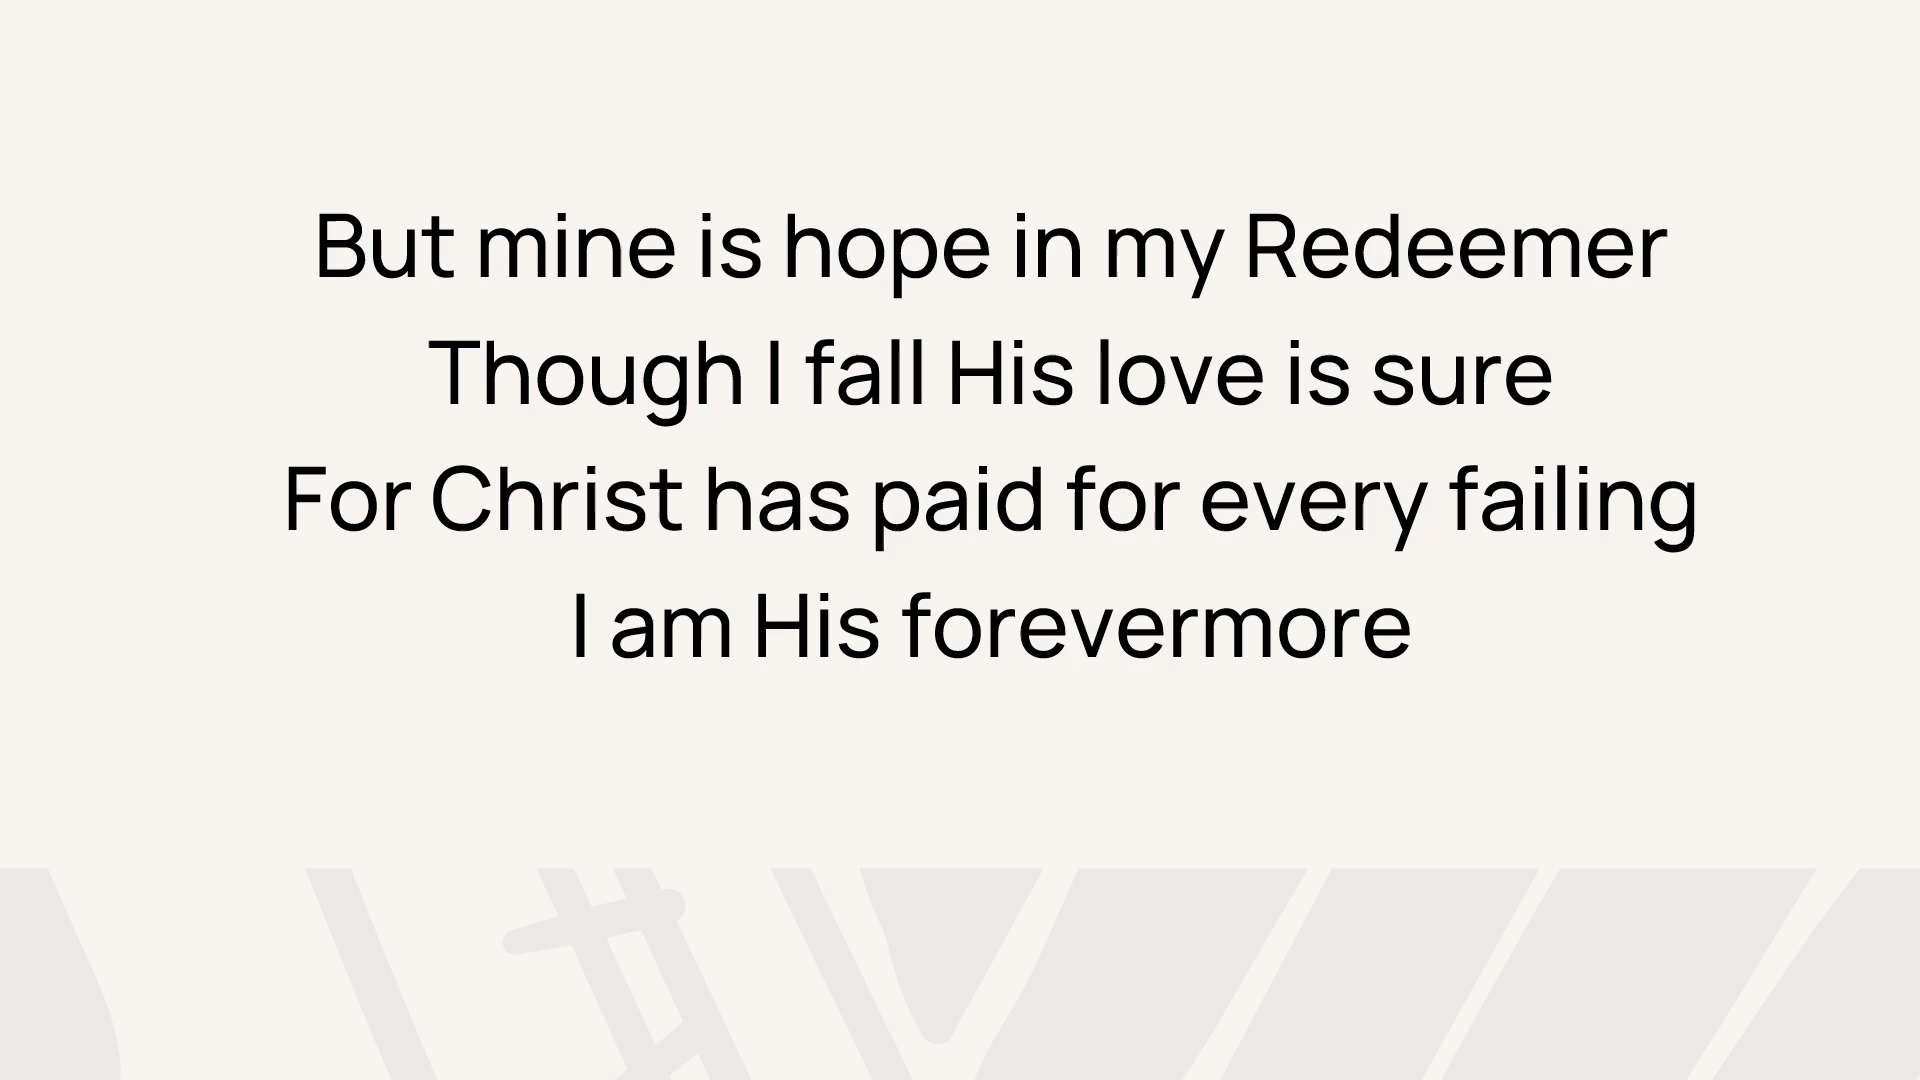 But mine is hope in my Redeemer
Though I fall His love is sure
For Christ has paid for every failing
I am His forevermore